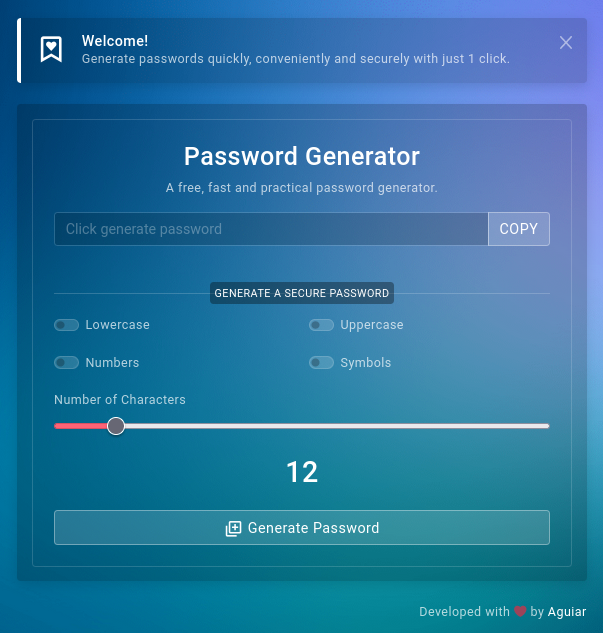 Welcome!
Generate passwords quickly, conveniently and securely with just 1 click.
Password Generator
A free, fast and practical password generator.
Click generate password
COPY
GENERATE A SECURE PASSWORD
Lowercase
Uppercase
Numbers
Symbols
Number of Characters
12
Generate Password
Developed with ❤ by Aguiar